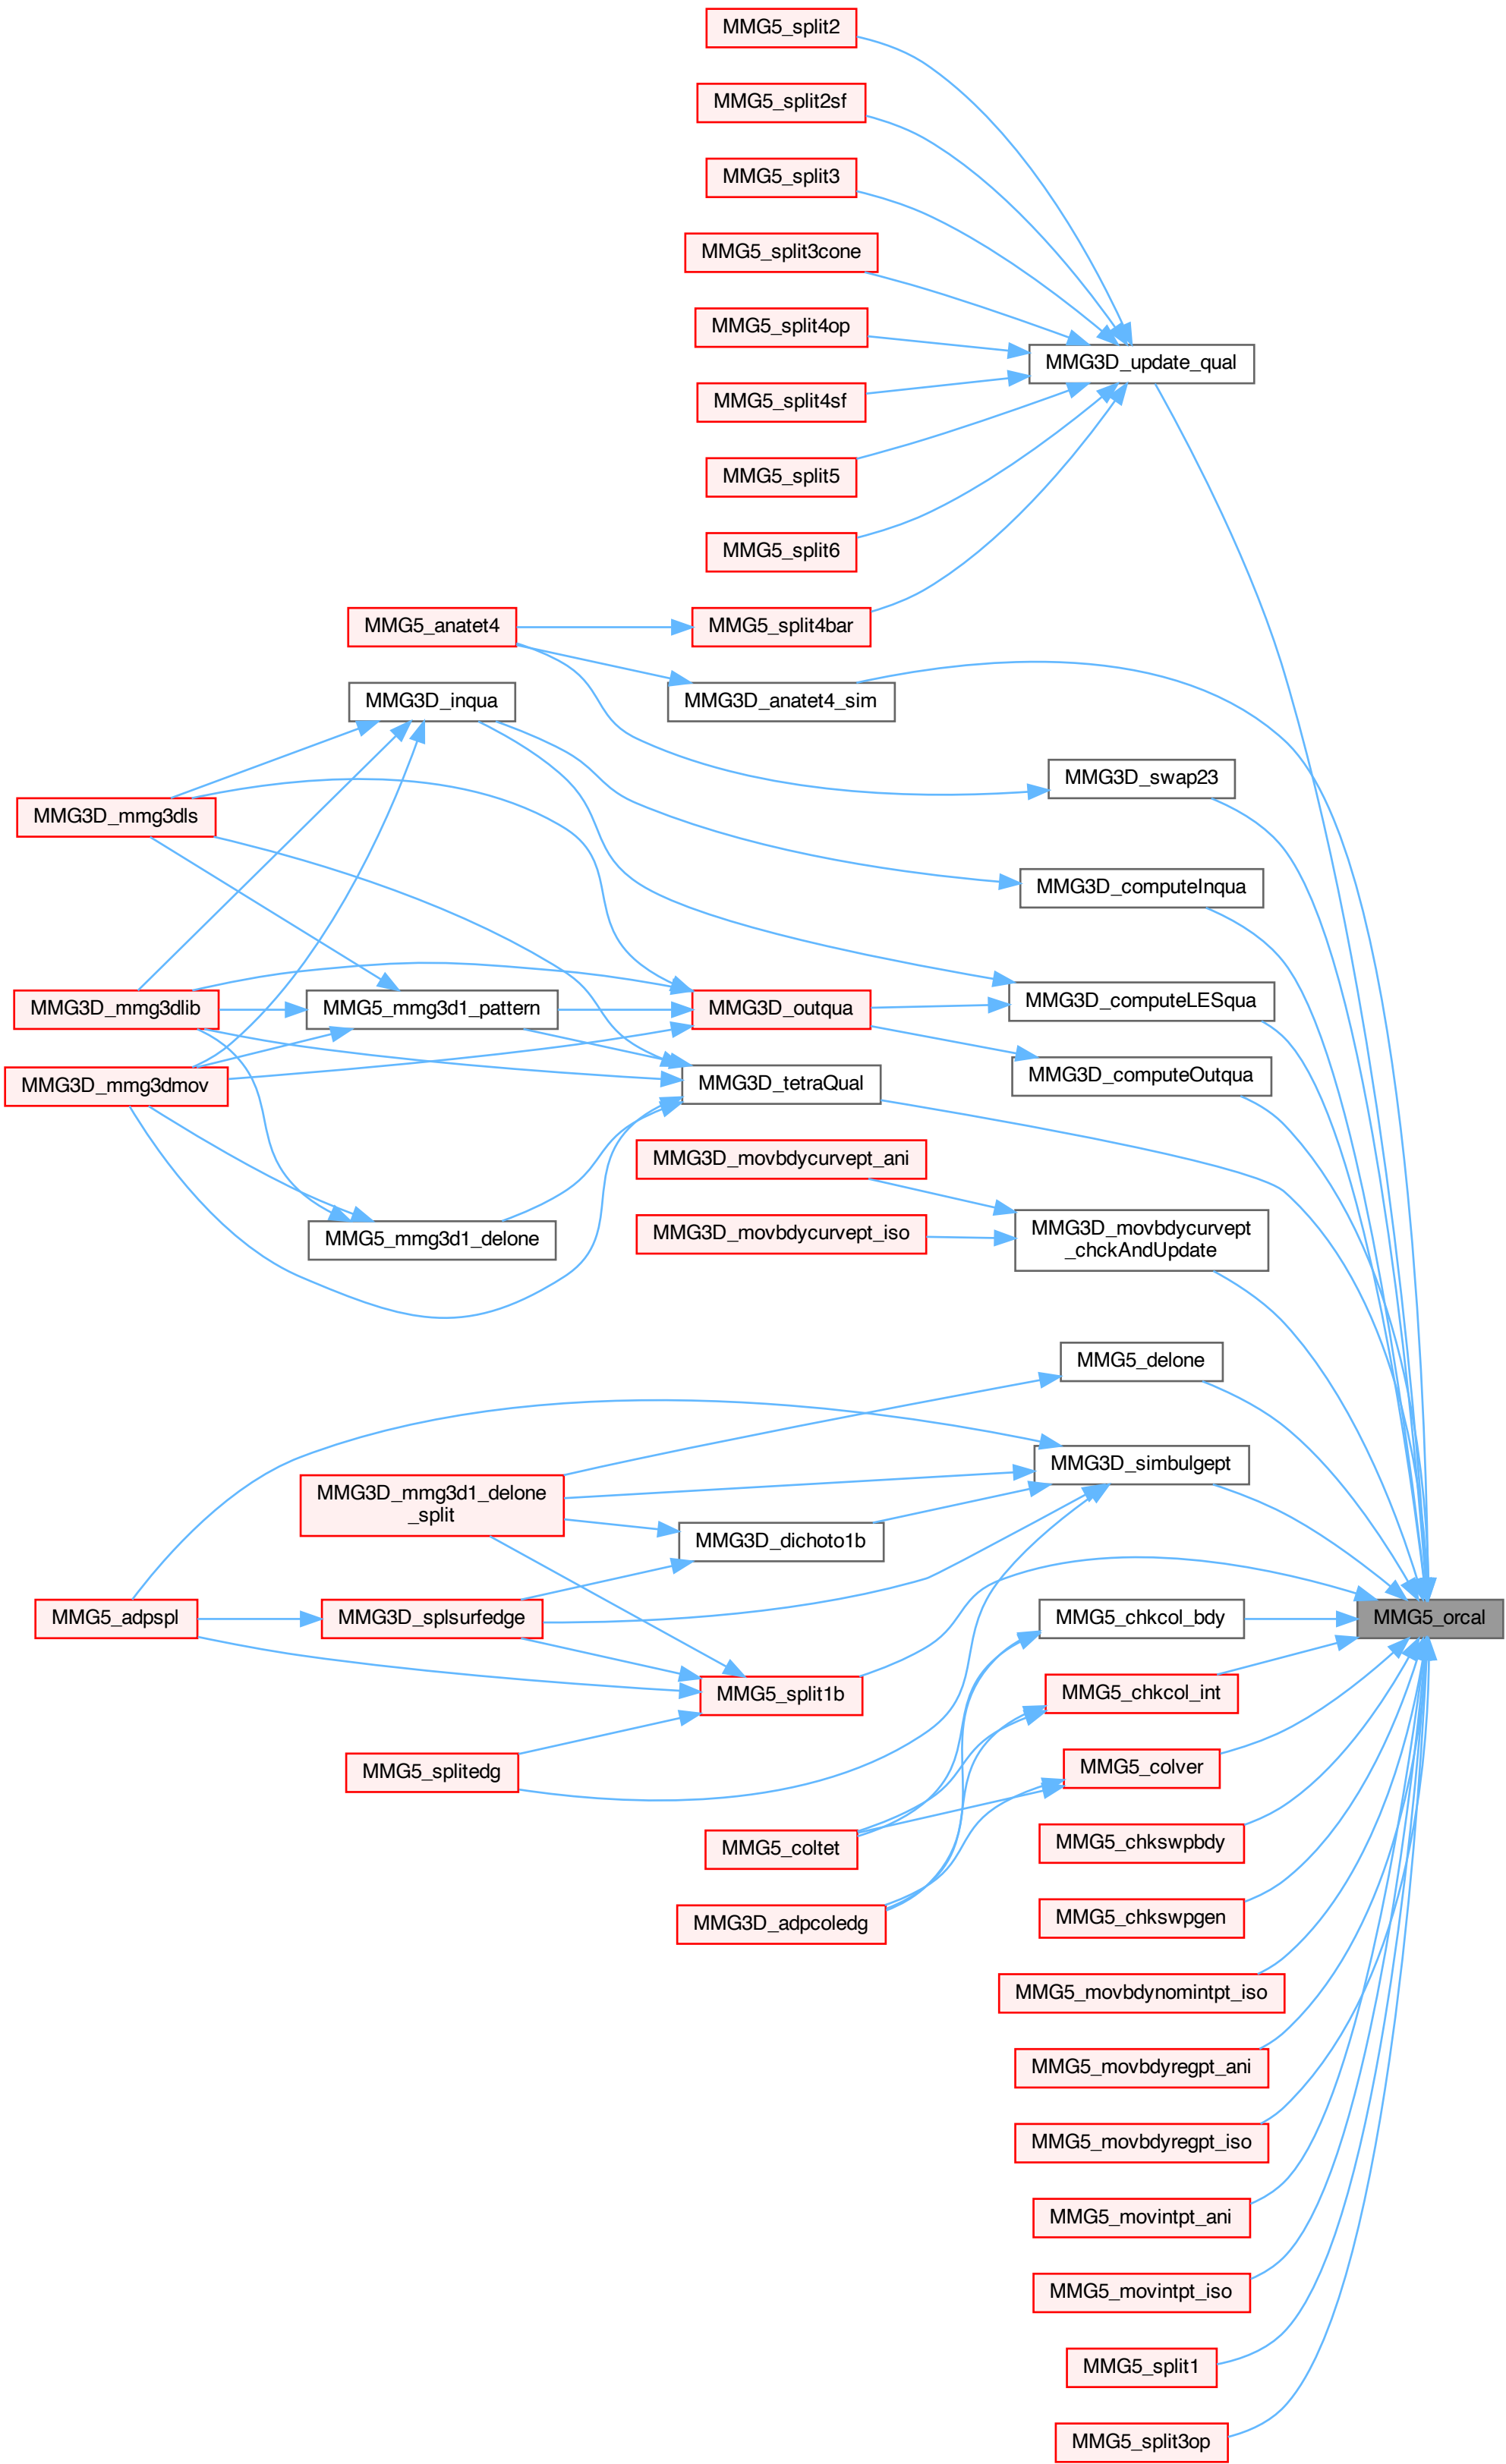 MMG5_split2
MMG5_split2sf
MMG5_split3
MMG5_split3cone
MMG5_split4op
MMG3D_update_qual
MMG5_split4sf
MMG5_split5
MMG5_split6
MMG5_anatet4
MMG5_split4bar
MMG3D_inqua
MMG3D_anatet4_sim
MMG3D_swap23
MMG3D_mmg3dls
MMG3D_computeInqua
MMG3D_mmg3dlib
MMG5_mmg3d1_pattern
MMG3D_outqua
MMG3D_computeLESqua
MMG3D_mmg3dmov
MMG3D_tetraQual
MMG3D_computeOutqua
MMG3D_movbdycurvept_ani
MMG5_mmg3d1_delone
MMG3D_movbdycurvept_iso
MMG3D_movbdycurvept
_chckAndUpdate
MMG5_delone
MMG3D_simbulgept
MMG3D_mmg3d1_delone
_split
MMG3D_dichoto1b
MMG5_adpspl
MMG3D_splsurfedge
MMG5_chkcol_bdy
MMG5_orcal
MMG5_split1b
MMG5_chkcol_int
MMG5_splitedg
MMG5_colver
MMG5_coltet
MMG5_chkswpbdy
MMG3D_adpcoledg
MMG5_chkswpgen
MMG5_movbdynomintpt_iso
MMG5_movbdyregpt_ani
MMG5_movbdyregpt_iso
MMG5_movintpt_ani
MMG5_movintpt_iso
MMG5_split1
MMG5_split3op